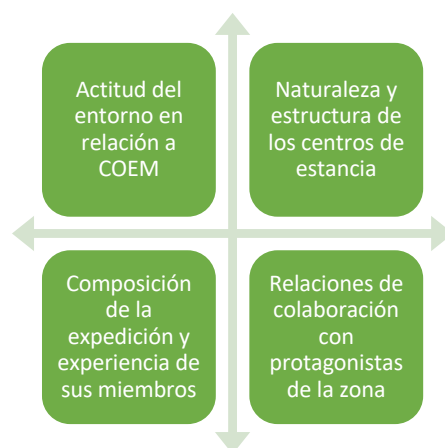 Actitud del
entorno en
relación a
COEM
Naturaleza y
estructura de
los centros de
estancia
Composición
de la
expedición y
experiencia de
sus miembros
Relaciones de
colaboración
con
protagonistas
de la zona